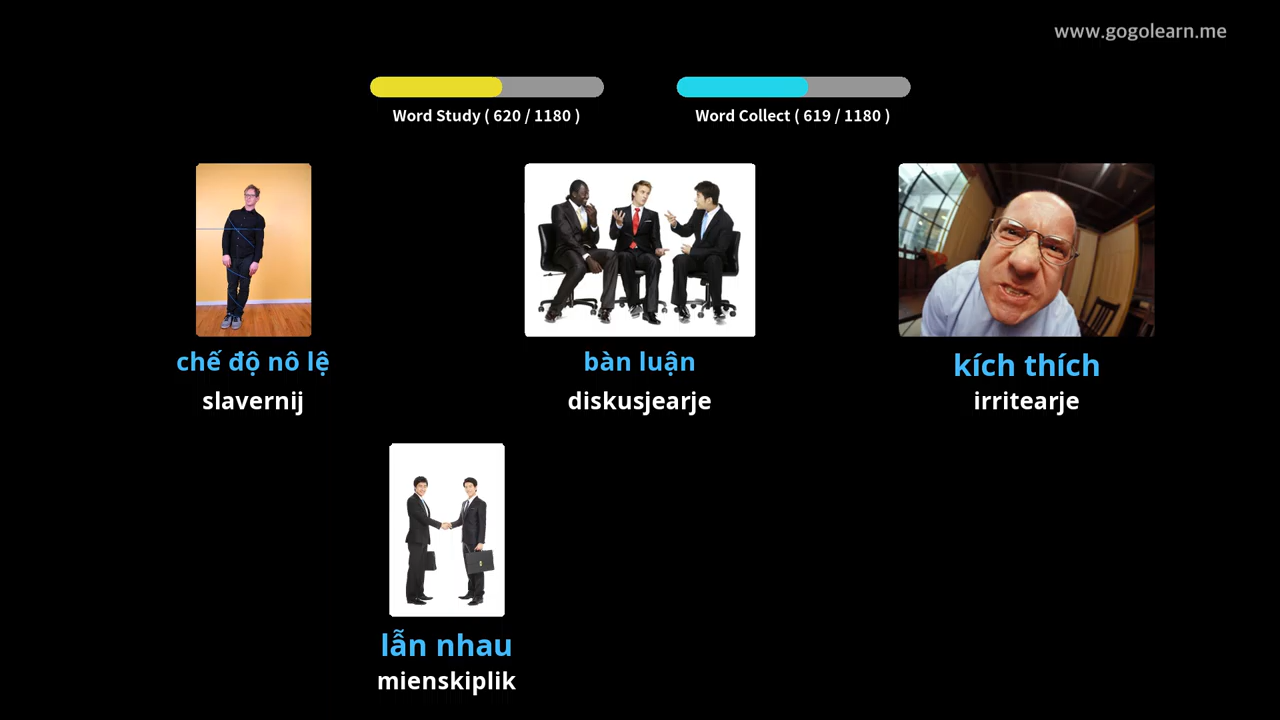 www.gogolearn.me
Word Study ( 620 / 1180 )
Word Collect ( 619 / 1180 )
chế độ nô lệ
slavernij
bàn luận
diskusjearje
kích thích
irritearje
lẫn nhau
mienskiplik